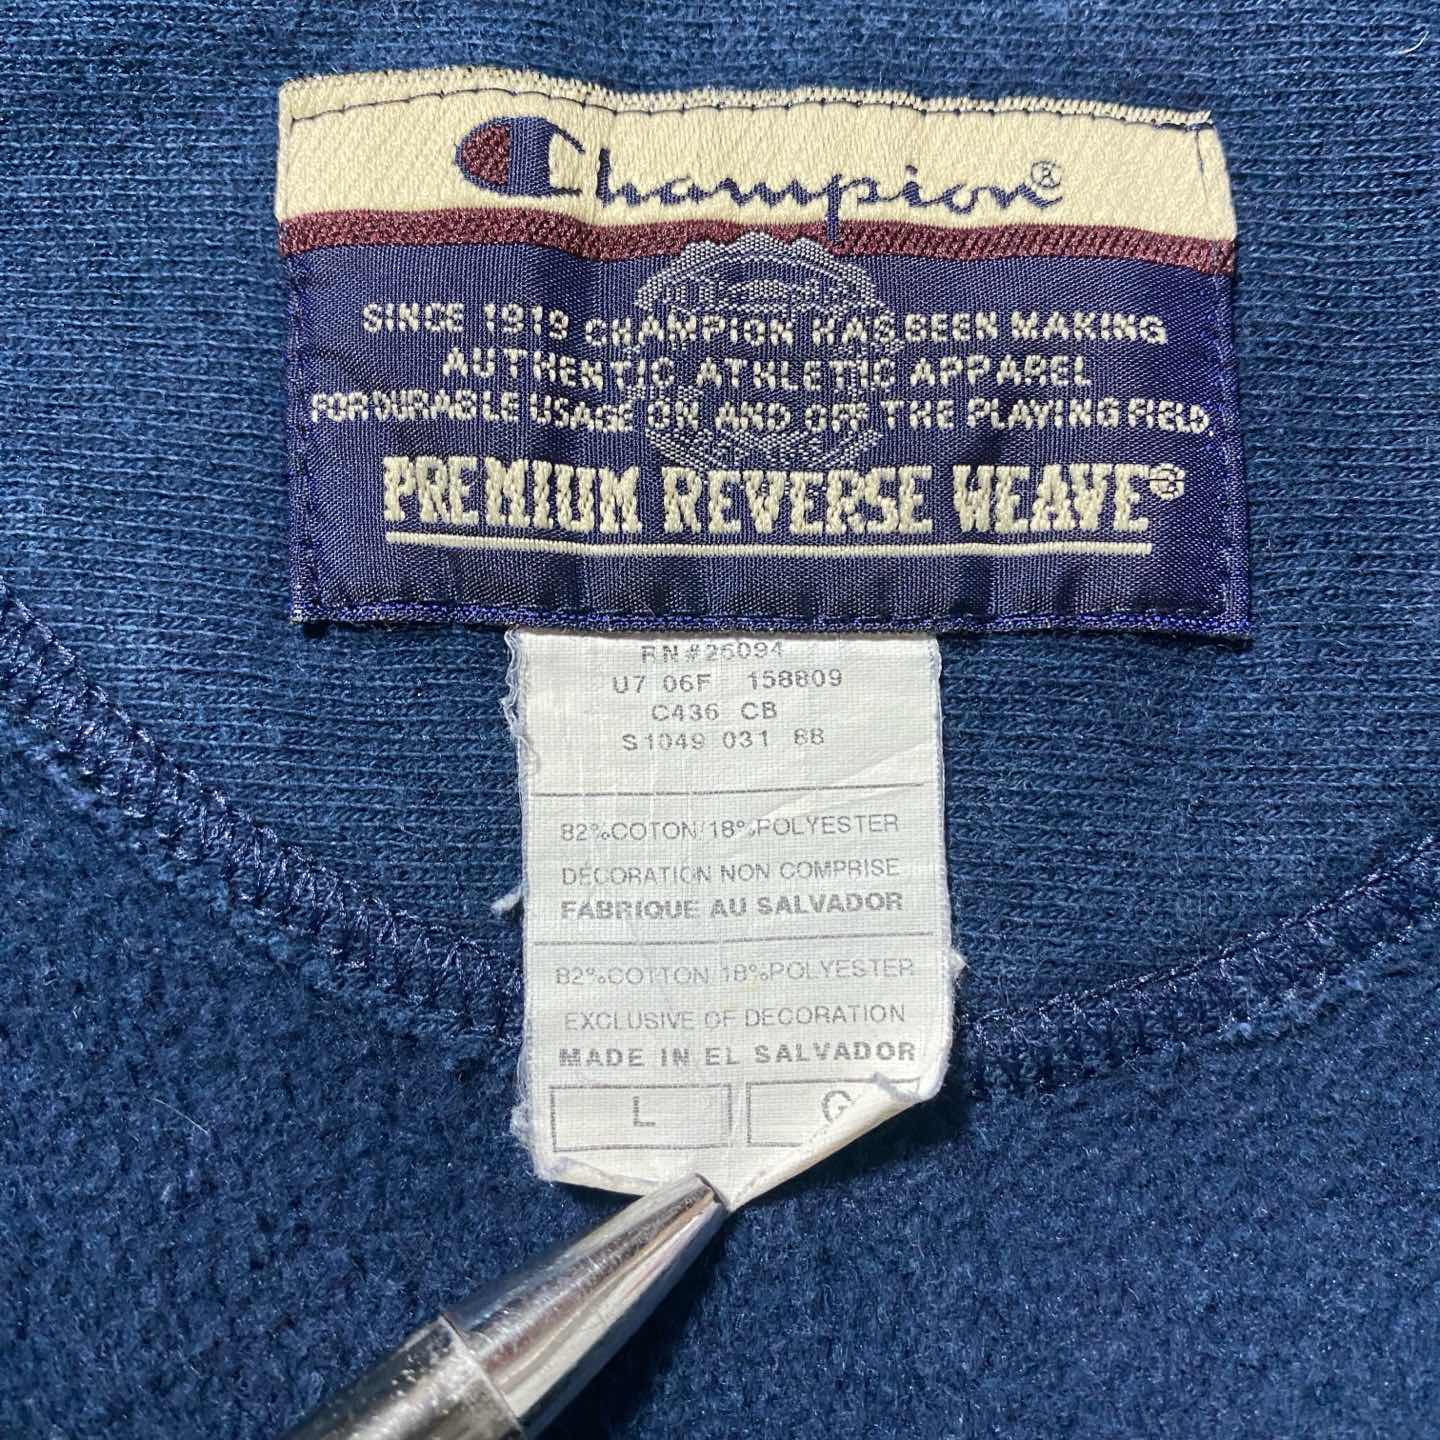 Champion®
SINCE 1919 CHAMPION HAS BEEN MAKING
AUTHENTIC ATHLETIC APPAREL
FOR DURABLE USAGE ON AND OFF THE PLAYING FIELD.
PREMIUM REVERSE WEAVE®
RN#26094
U7 06F 158809
C436 CB
S1049 031 BB
82%COTON/18%POLYESTER
DÉCORATION NON COMPRISE
FABRIQUE AU SALVADOR
82%COTTON/18%POLYESTER
EXCLUSIVE OF DECORATION
MADE IN EL SALVADOR
L G